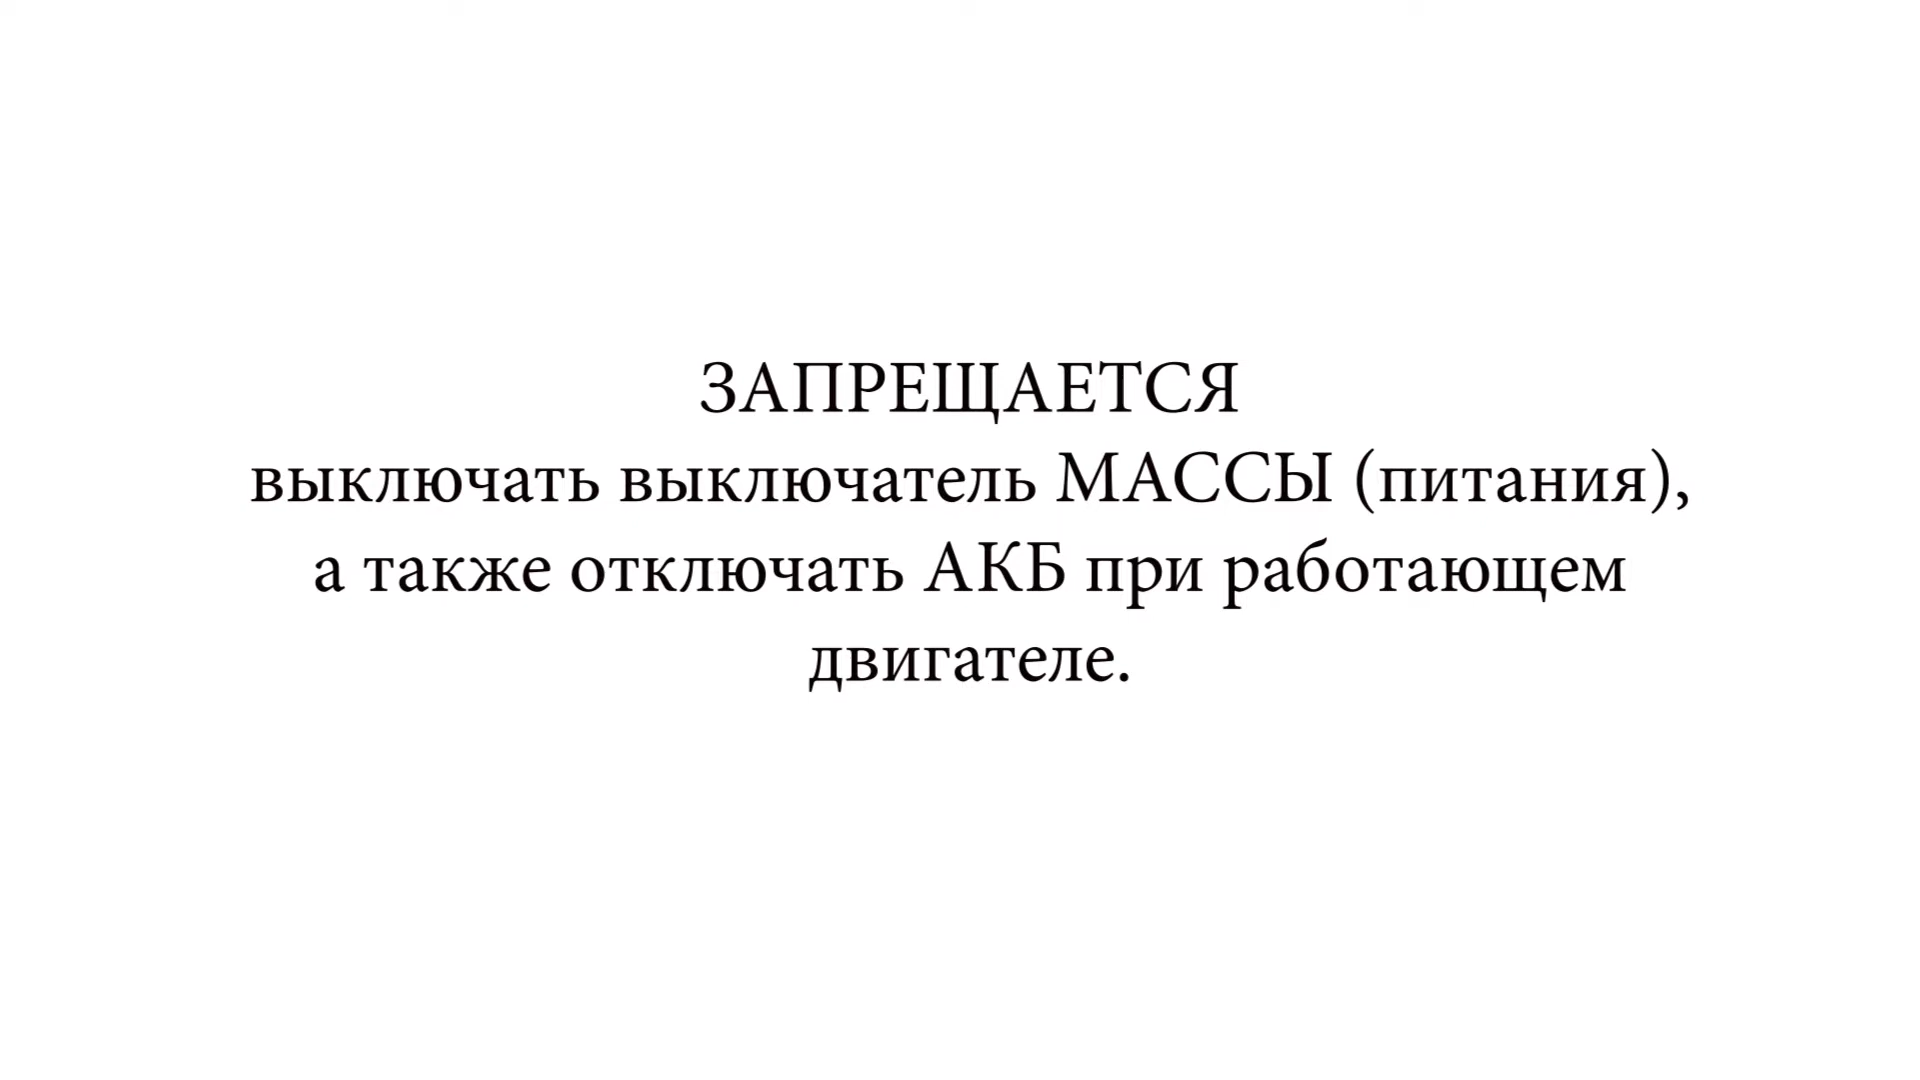 ЗАПРЕЩАЕТСЯ
выключать выключатель МАССЫ (питания),
а также отключать АКБ при работающем
двигателе.